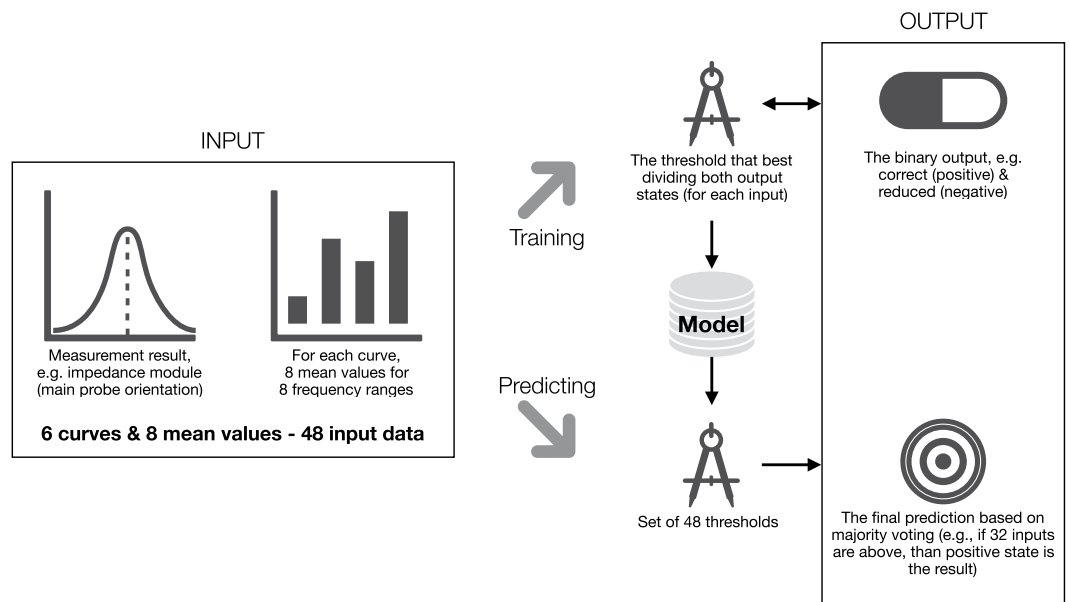 INPUT
Measurement result,
e.g. impedance module
(main probe orientation)
For each curve,
8 mean values for
8 frequency ranges
6 curves & 8 mean values - 48 input data
Training
Predicting
The threshold that best
dividing both output
states (for each input)
Model
Set of 48 thresholds
OUTPUT
The binary output, e.g.
correct (positive) &
reduced (negative)
The final prediction based on
majority voting (e.g., if 32 inputs
are above, than positive state is
the result)